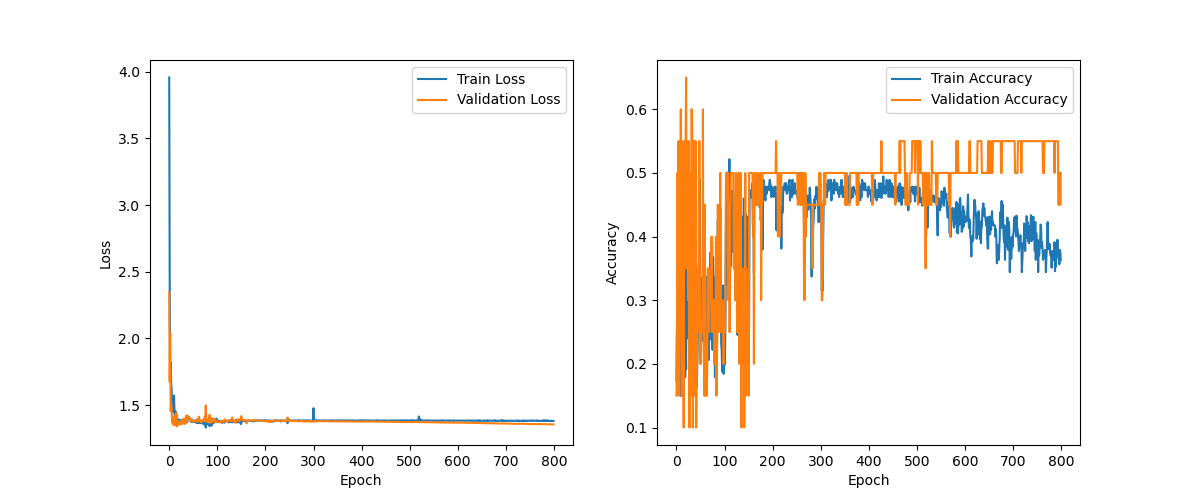 4.0
3.5
3.0
2.5
2.0
1.5
Loss
0 100 200 300 400 500 600 700 800
Epoch
Train Loss
Validation Loss
0.6
0.5
0.4
0.3
0.2
0.1
Accuracy
0 100 200 300 400 500 600 700 800
Epoch
Train Accuracy
Validation Accuracy